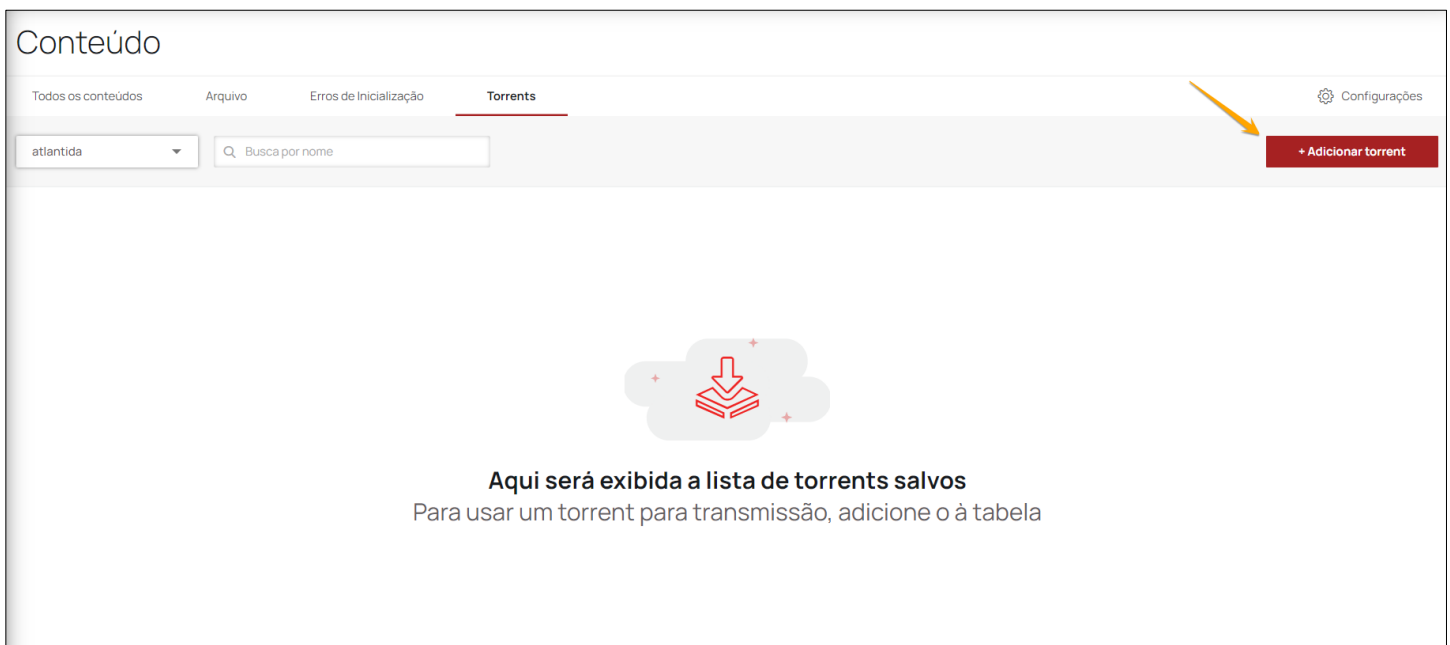 Conteúdo
Todos os conteúdos Arquivo Erros de Inicialização Torrents Configurações
atlantida Busca por nome + Adicionar torrent
Aqui será exibida a lista de torrents salvos
Para usar um torrent para transmissão, adicione o à tabela